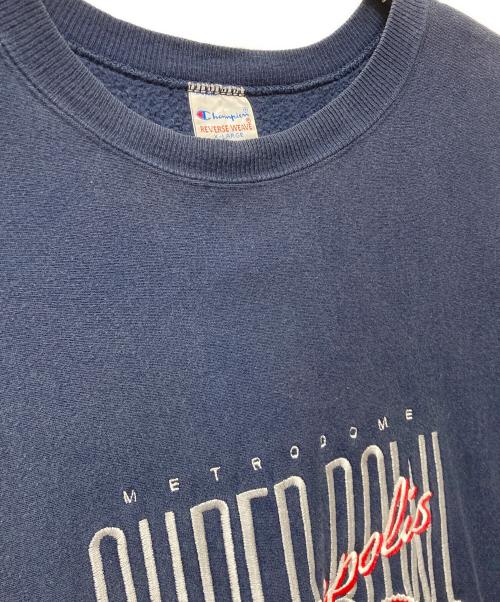 Champion
REVERSE WEAVE
X-LARGE
METRODOME
SUPER BOWL
polis